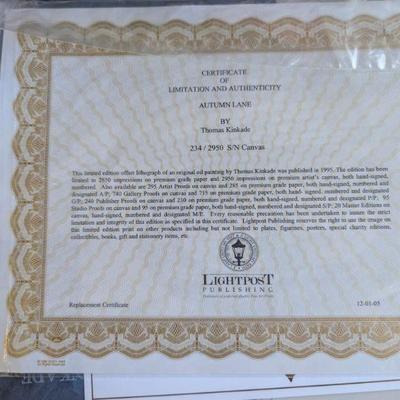 CERTIFICATE
OF
LIMITATION AND AUTHENTICITY
AUTUMN LANE
BY
Thomas Kinkade
234 / 2950 S/N Canvas
This limited edition offset lithograph of an original oil painting by Thomas Kinkade was published in 1995. The edition has been
limited to 2850 impressions on premium grade paper and 2950 impressions on premium artist's canvas, both hand-signed,
numbered. Also available are 295 Artist Proofs on canvas and 285 on premium grade paper, both hand-signed, numbered and
designated A/P; 740 Gallery Proofs on canvas and 715 on premium grade paper, both hand-signed, numbered and designated
G/P; 240 Publisher Proofs on canvas and 230 on premium grade paper, both hand-signed, numbered and designated P/P; 95
Studio Proofs on canvas and 95 on premium grade paper, both hand-signed, numbered and designated S/P; 20 Master Editions on
canvas, hand-signed, numbered and designated M/E. Every reasonable precaution has been undertaken to insure the strict
limitation and integrity of this edition as specified in this certificate. Lightpost Publishing reserves the right to use the image on
this limited edition print on other products including but not limited to plates, figurines, posters, special charity editions,
collectibles, books, gift and stationery items, etc.
LIGHTPOST
PUBLISHING
Replacement Certificate
12-01-05
KADE